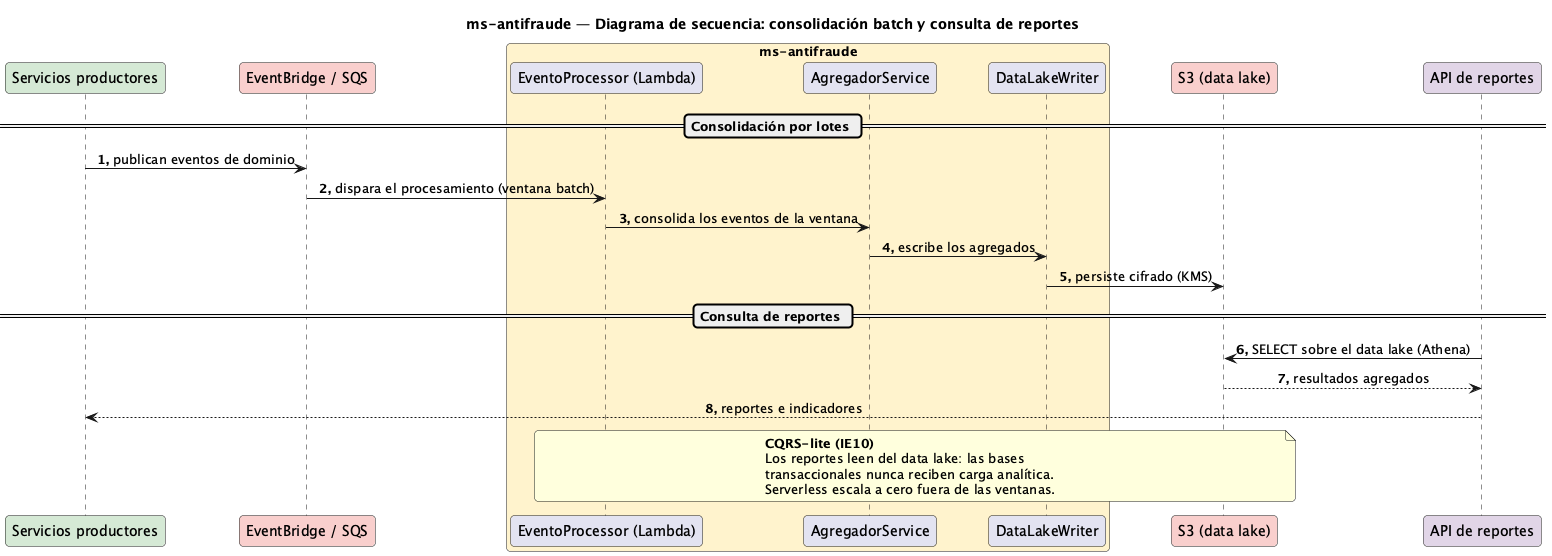 ms-antifraude — Diagrama de secuencia: consolidación batch y consulta de reportes
ms-antifraude
Servicios productores
EventBridge / SQS
EventoProcessor (Lambda)
AgregadorService
DataLakeWriter
S3 (data lake)
API de reportes
Consolidación por lotes
1, publican eventos de dominio
2, dispara el procesamiento (ventana batch)
3, consolida los eventos de la ventana
4, escribe los agregados
5, persiste cifrado (KMS)
Consulta de reportes
6, SELECT sobre el data lake (Athena)
7, resultados agregados
8, reportes e indicadores
CQRS-lite (IE10)
Los reportes leen del data lake: las bases
transaccionales nunca reciben carga analítica.
Serverless escala a cero fuera de las ventanas.
Servicios productores
EventBridge / SQS
EventoProcessor (Lambda)
AgregadorService
DataLakeWriter
S3 (data lake)
API de reportes